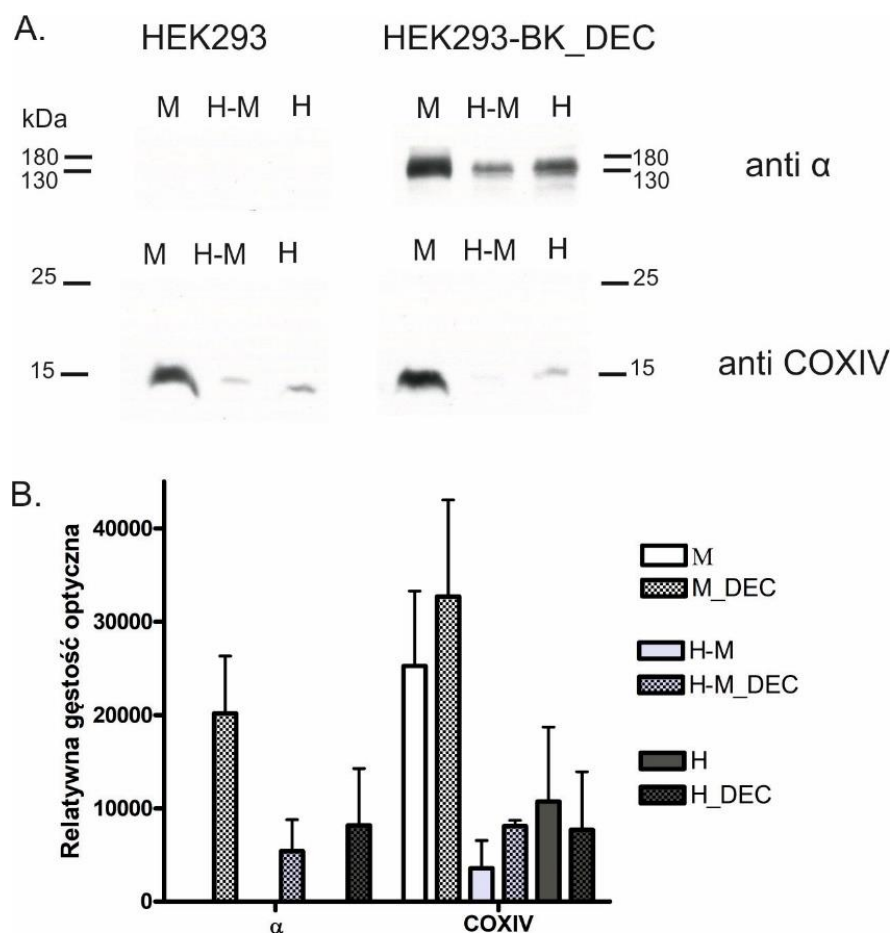 A.
HEK293 HEK293-BK_DEC
M H-M H M H-M H
kDa
180 180
130 130
anti α
M H-M H M H-M H
25 25
15 15
anti COXIV
B.
Relatywna gęstość optyczna
40000
30000
20000
10000
0
α COXIV
M
M_DEC
H-M
H-M_DEC
H
H_DEC